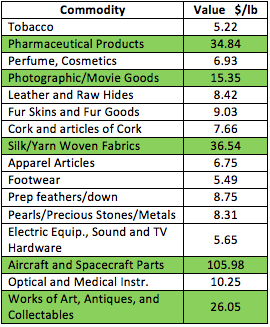 Commodity Value $/lb
Tobacco 5.22
Pharmaceutical Products 34.84
Perfume, Cosmetics 6.93
Photographic/Movie Goods 15.35
Leather and Raw Hides 8.42
Fur Skins and Fur Goods 9.03
Cork and articles of Cork 7.66
Silk/Yarn Woven Fabrics 36.54
Apparel Articles 6.75
Footwear 5.49
Prep feathers/down 8.75
Pearls/Precious Stones/Metals 8.31
Electric Equip., Sound and TV
Hardware 5.65
Aircraft and Spacecraft Parts 105.98
Optical and Medical Instr. 10.25
Works of Art, Antiques, and
Collectables 26.05